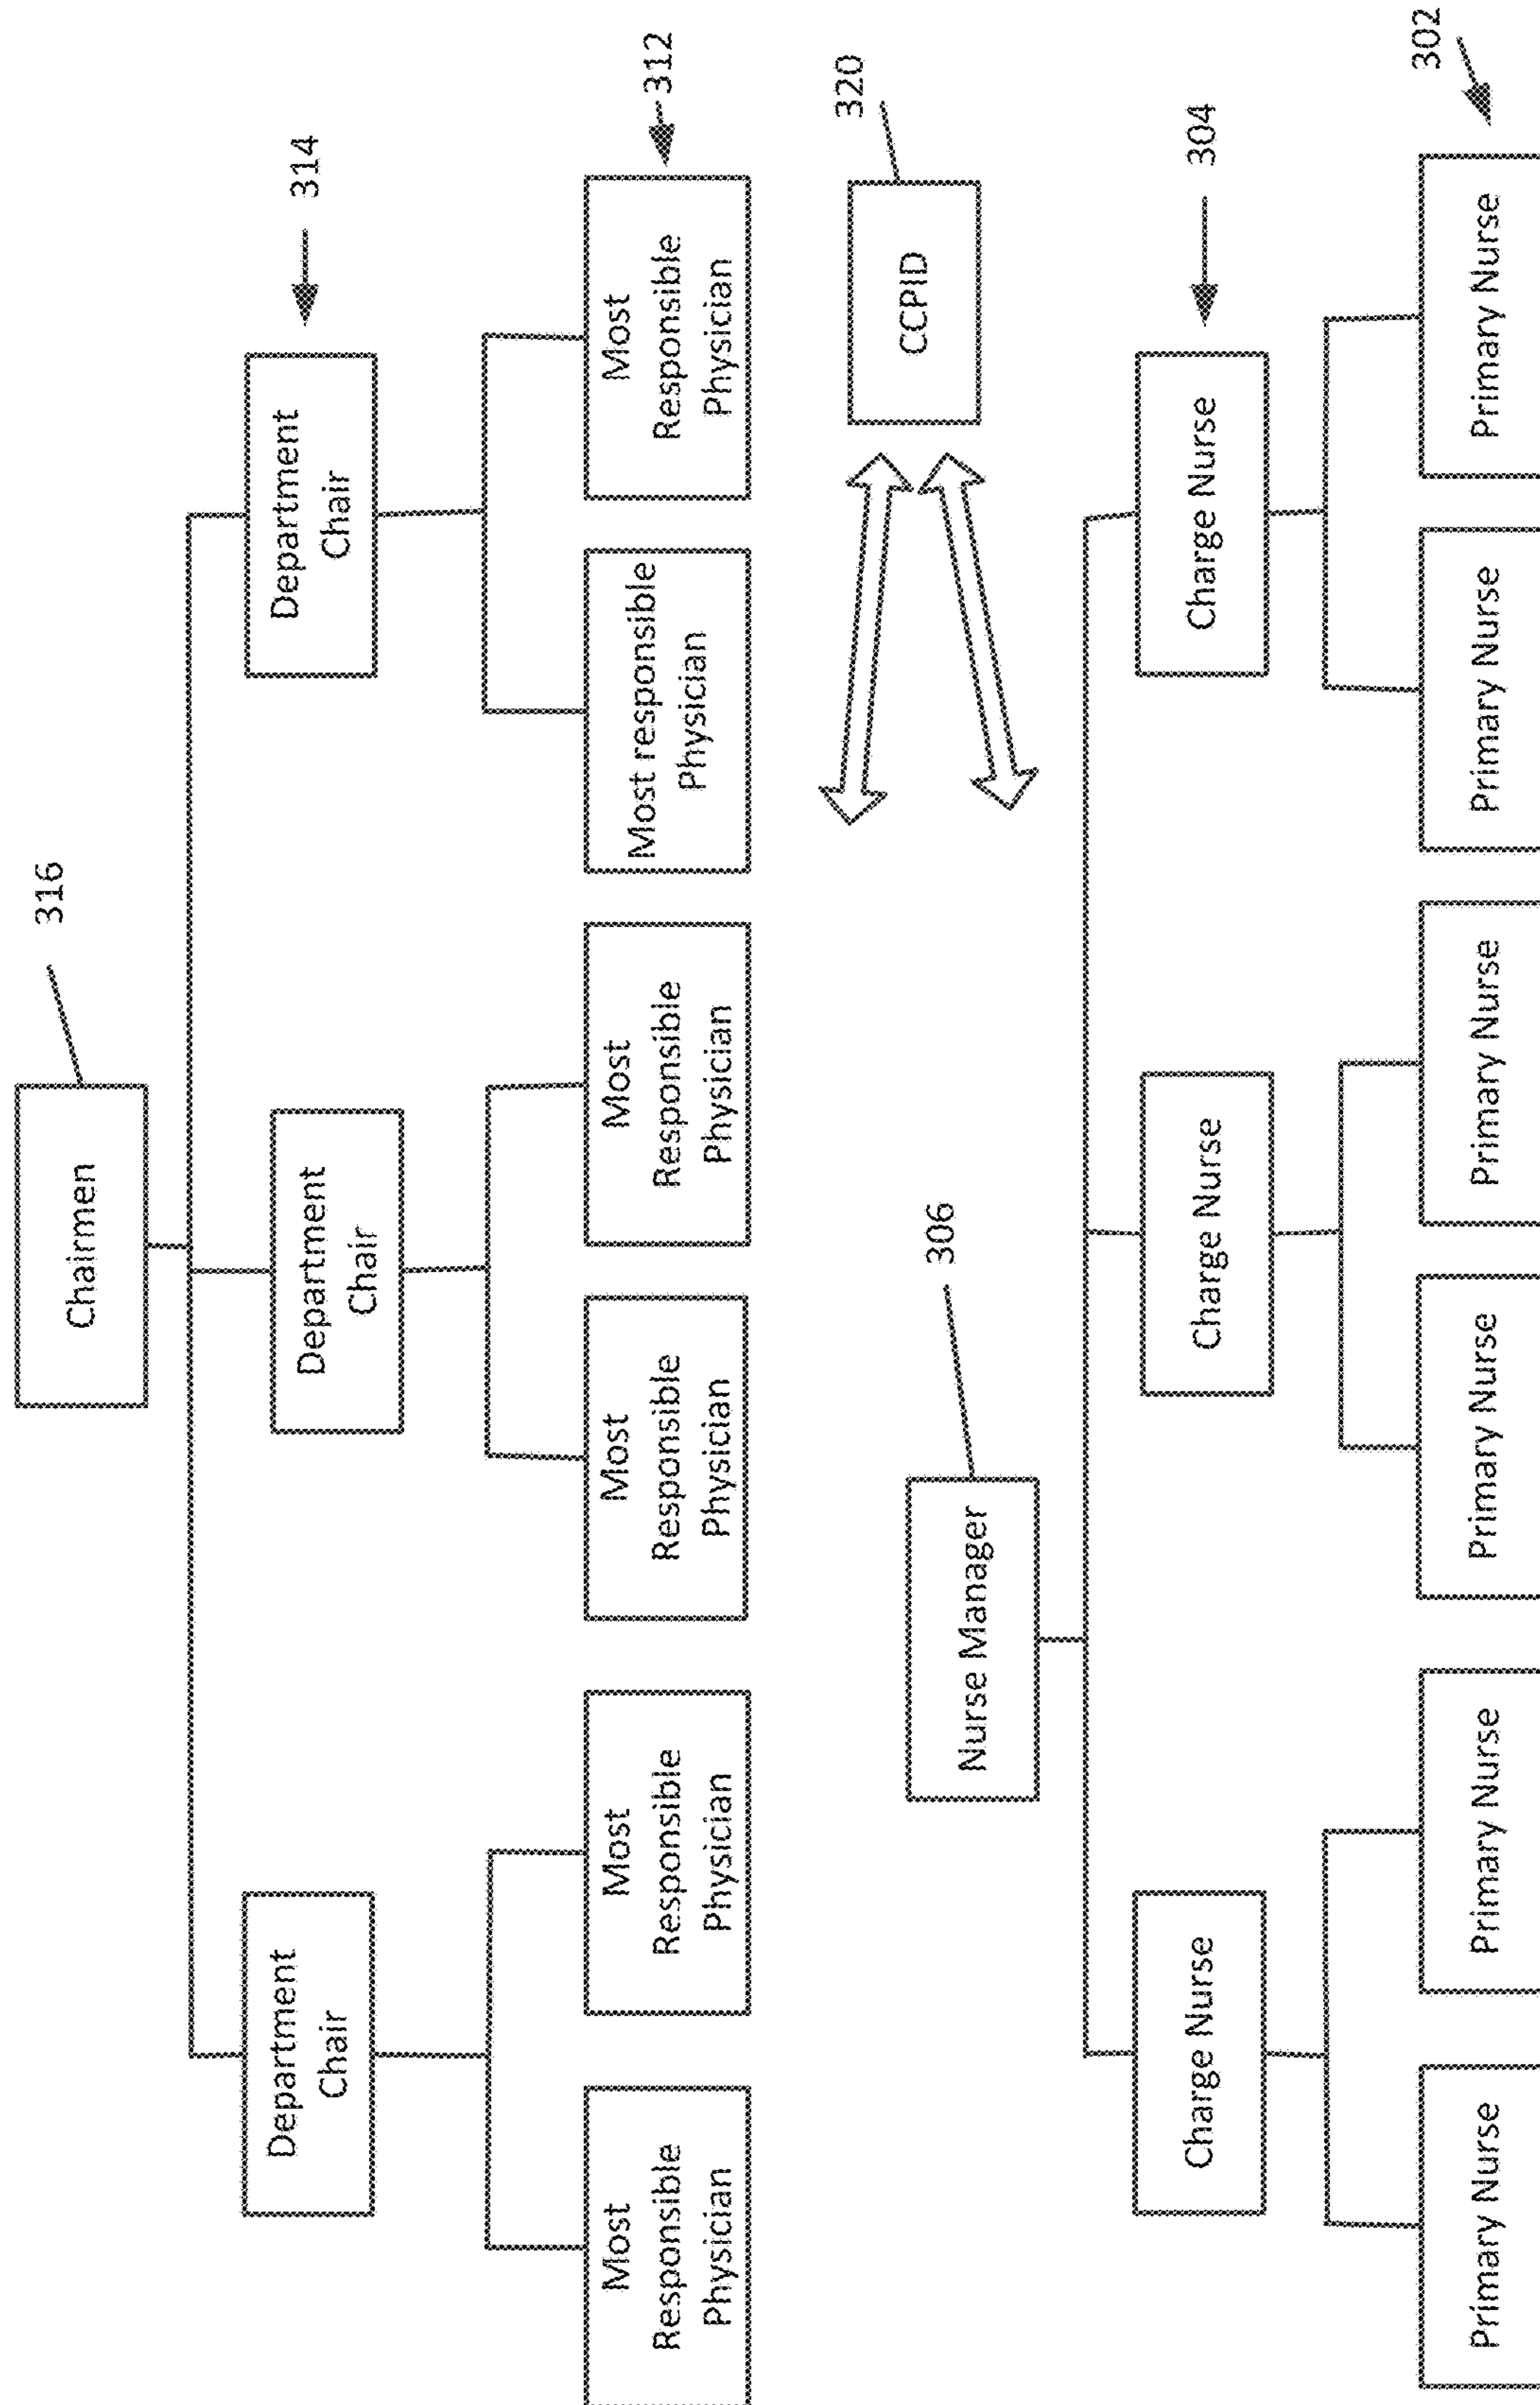 316
Chairmen
314
Department
Chair
Department
Chair
Department
Chair
312
Most
Responsible
Physician
Most
Responsible
Physician
Most
Responsible
Physician
Most
Responsible
Physician
Most responsible
Physician
Most
Responsible
Physician
320
CCPID
306
Nurse Manager
304
Charge Nurse
Charge Nurse
Charge Nurse
302
Primary Nurse
Primary Nurse
Primary Nurse
Primary Nurse
Primary Nurse
Primary Nurse